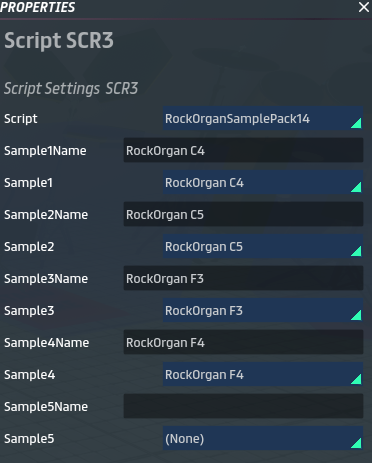 PROPERTIES
Script SCR3
Script Settings SCR3
Script RockOrganSamplePack14
Sample1Name RockOrgan C4
Sample1 RockOrgan C4
Sample2Name RockOrgan C5
Sample2 RockOrgan C5
Sample3Name RockOrgan F3
Sample3 RockOrgan F3
Sample4Name RockOrgan F4
Sample4 RockOrgan F4
Sample5Name
Sample5 (None)